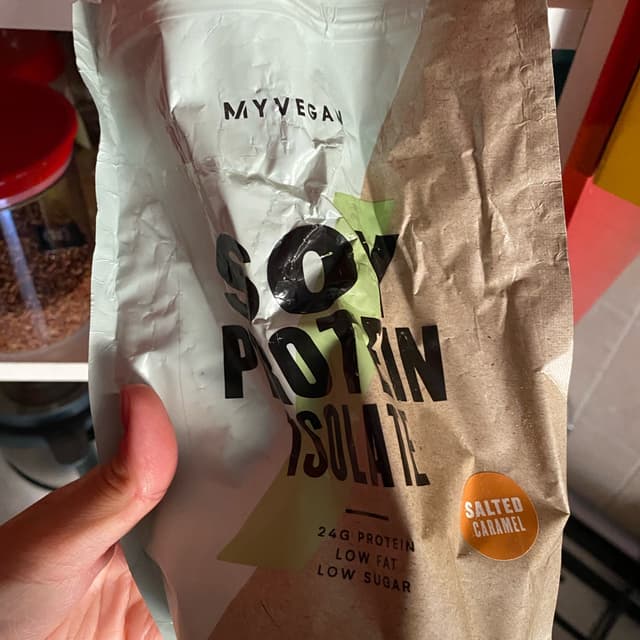 MYVEGAN
SOY
PROTEIN
ISOLATE
24G PROTEIN
LOW FAT
LOW SUGAR
SALTED
CARAMEL